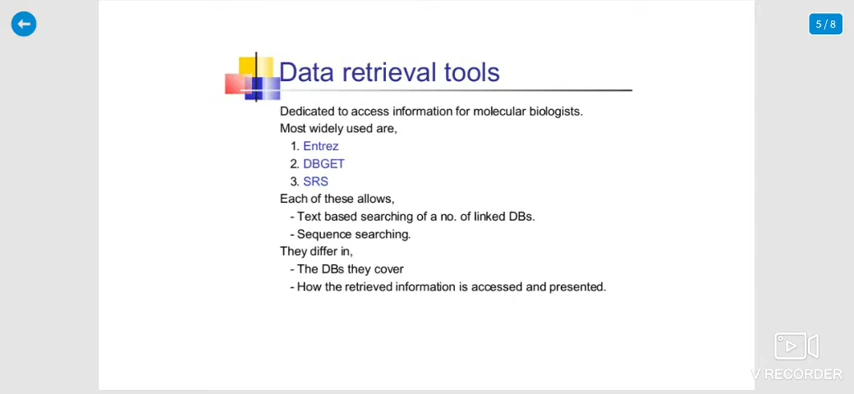 5 / 8
Data retrieval tools
Dedicated to access information for molecular biologists.
Most widely used are,
1. Entrez
2. DBGET
3. SRS
Each of these allows,
- Text based searching of a no. of linked DBs.
- Sequence searching.
They differ in,
- The DBs they cover
- How the retrieved information is accessed and presented.
V RECORDER